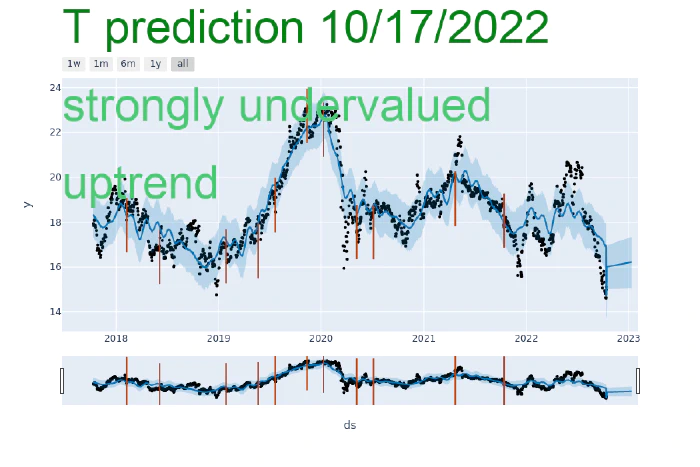 T prediction 10/17/2022
1w 1m 6m 1y all
strongly undervalued
uptrend
24
22
20
18
16
14
y
2018 2019 2020 2021 2022 2023
ds